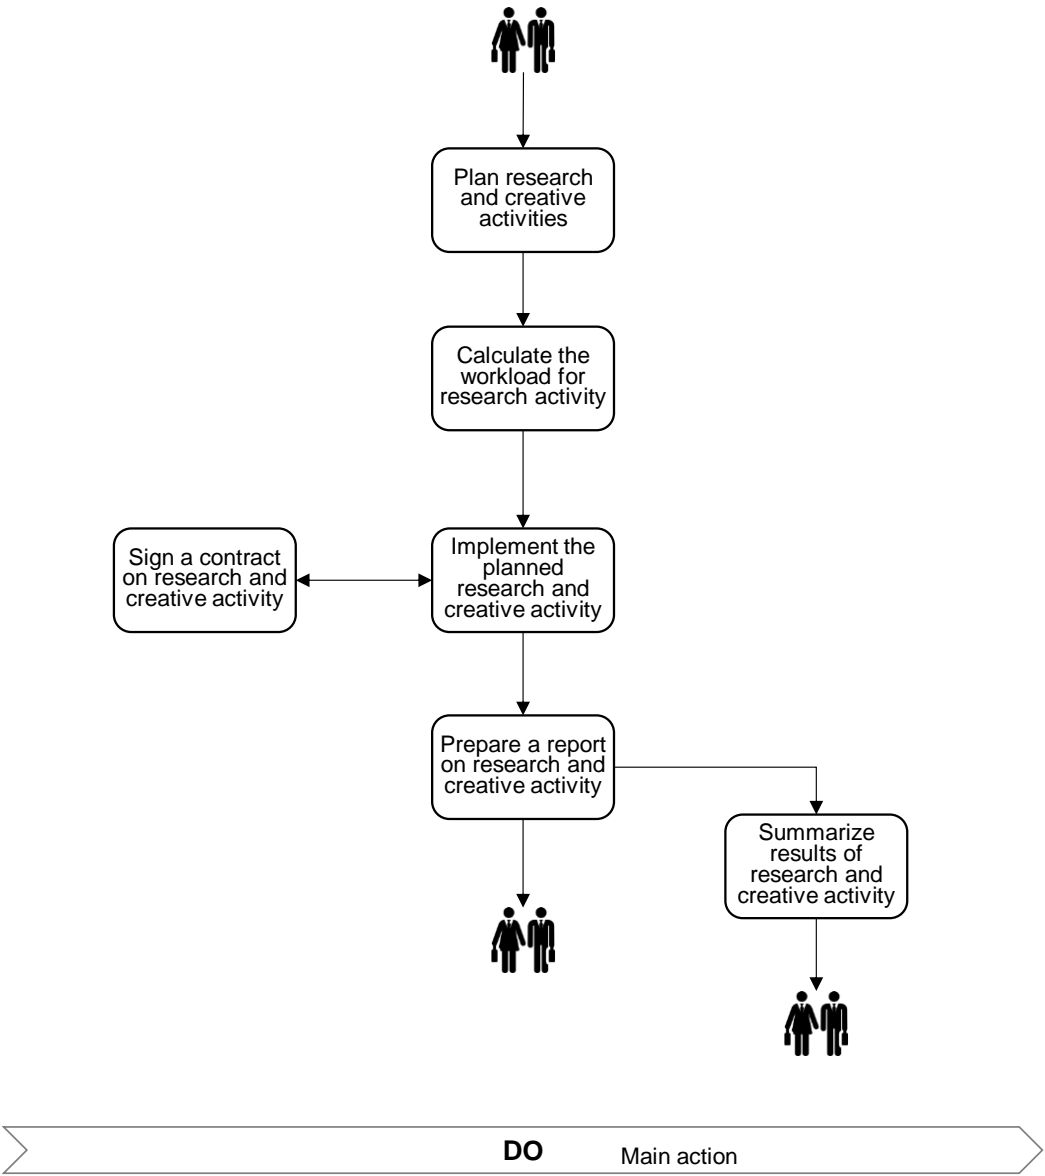 Plan research
and creative
activities
Calculate the
workload for
research activity
Sign a contract
on research and
creative activity
Implement the
planned
research and
creative activity
Prepare a report
on research and
creative activity
Summarize
results of
research and
creative activity
DO Main action